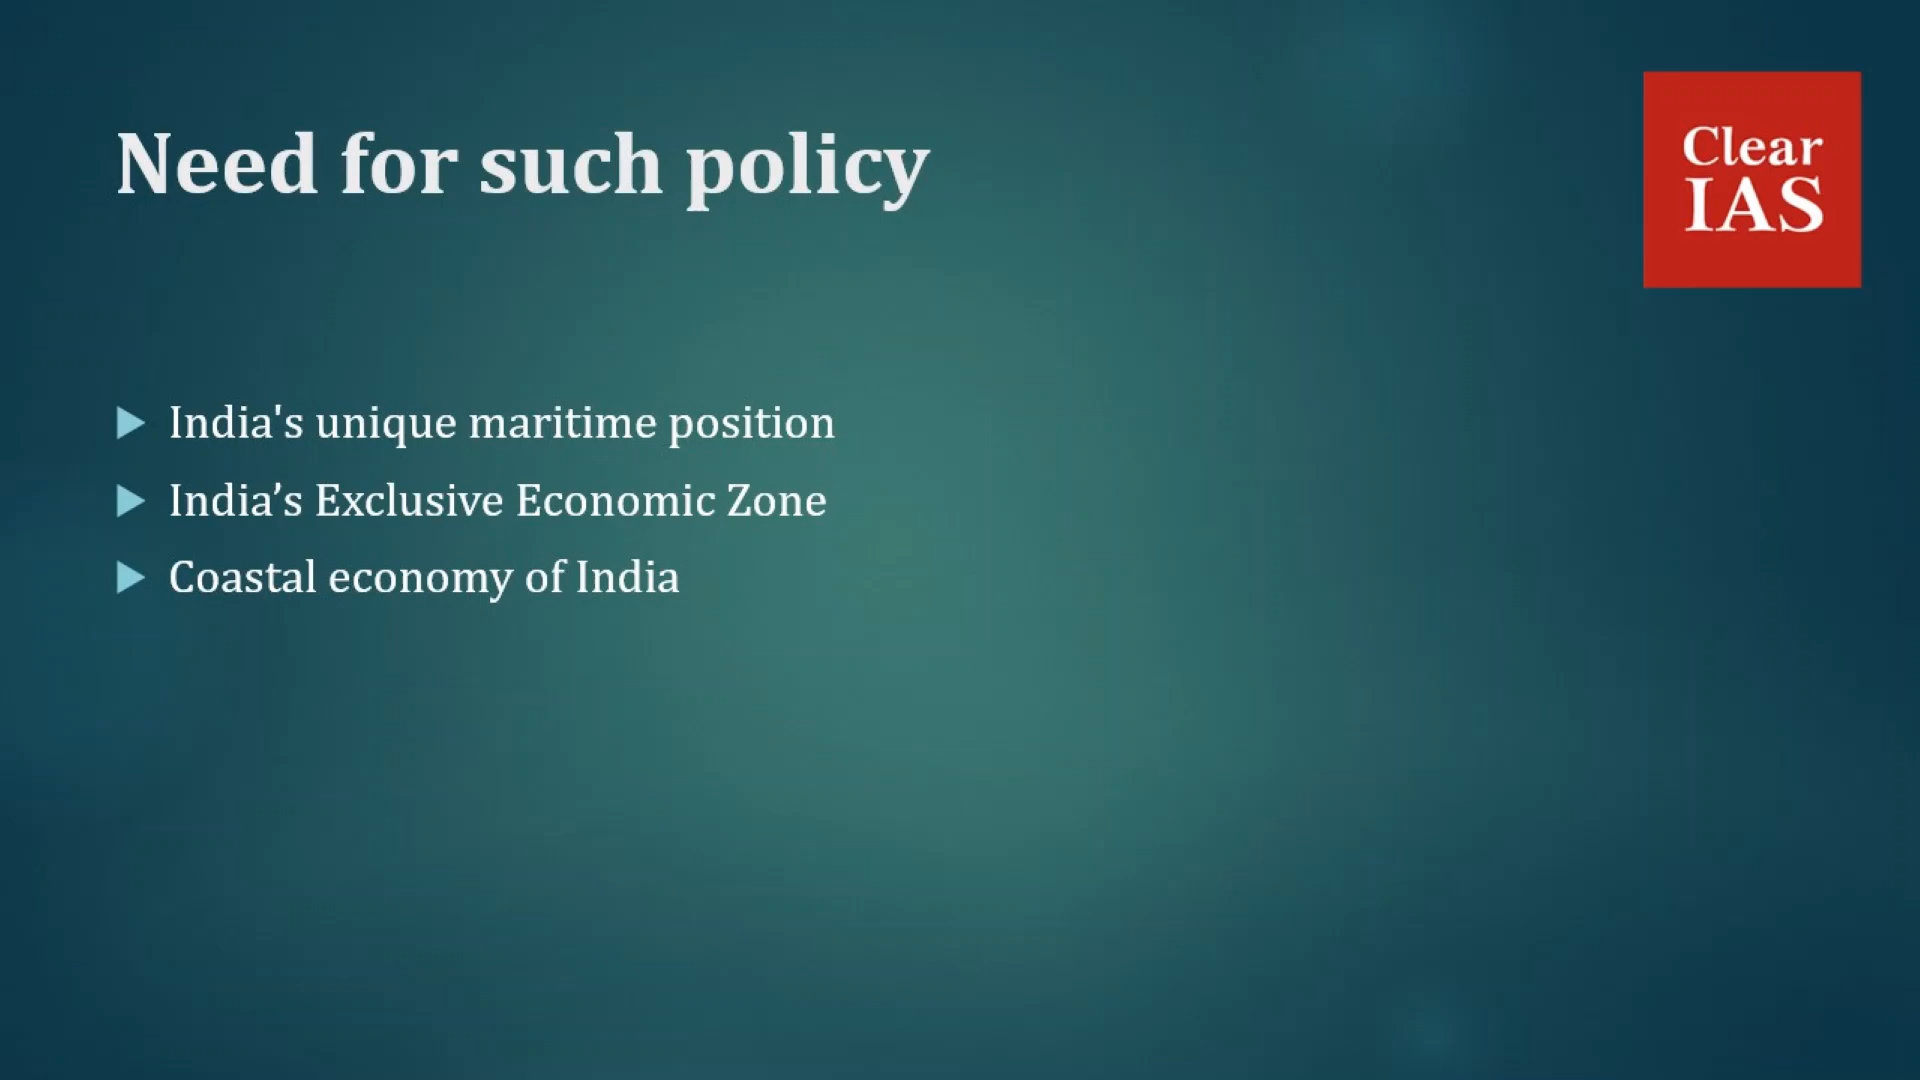 Need for such policy
Clear
IAS
India's unique maritime position
India’s Exclusive Economic Zone
Coastal economy of India